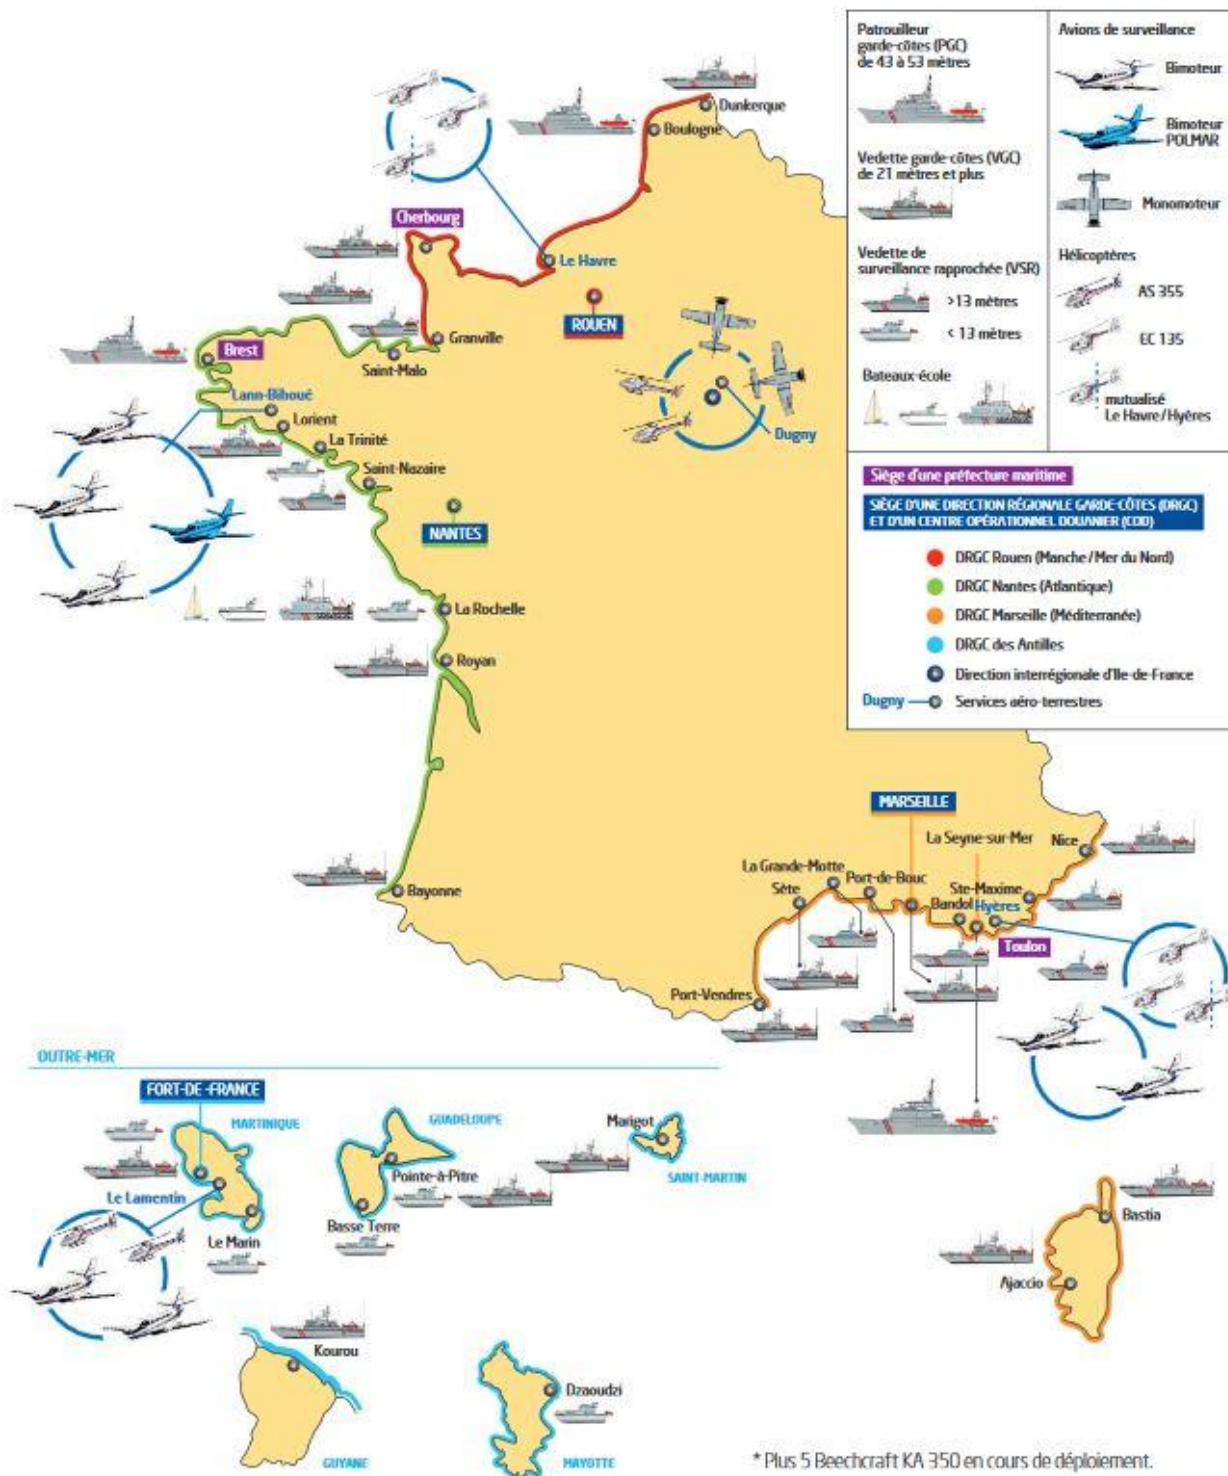 Patrouilleur
garde-côtes (PGC)
de 43 à 53 mètres
Vedette garde-côtes (VGC)
de 21 mètres et plus
Vedette de
surveillance rapprochée (VSR)
>13 mètres
< 13 mètres
Bateaux-école
Avions de surveillance
Bimoteur
Bimoteur
POLMAR
Monomoteur
Hélicoptères
AS 355
EC 135
mutualisé
Le Havre/Hyères
Siège d'une préfecture maritime
SIÈGE D'UNE DIRECTION RÉGIONALE GARDE-CÔTES (DRGC)
ET D'UN CENTRE OPÉRATIONNEL DOUANIER (COD)
DRGC Rouen (Manche/Mer du Nord)
DRGC Nantes (Atlantique)
DRGC Marseille (Méditerranée)
DRGC des Antilles
Direction interrégionale d'Ile-de-France
Dugny
Services aéro-terrestres
Dunkerque
Boulogne
Cherbourg
Le Havre
ROUEN
Granville
Brest
Saint-Malo
Lann-Bihoué
Lorient
La Trinité
Saint-Nazaire
Dugny
NANTES
La Rochelle
Royan
Bayonne
MARSEILLE
La Seyne-sur-Mer
Nice
La Grande-Motte
Port-de-Bouc
Sète
Ste-Maxime
Bandol
Hyères
Toulon
Port-Vendres
OUTRE-MER
FORT-DE-FRANCE
MARTINIQUE
Le Lamentin
Le Marin
GUADELOUPE
Pointe-à-Pitre
Basse Terre
Marigot
SAINT-MARTIN
Bastia
Ajaccio
Kourou
GUYANE
Dzaoudzi
MAYOTTE
* Plus 5 Beechcraft KA 350 en cours de déploiement.